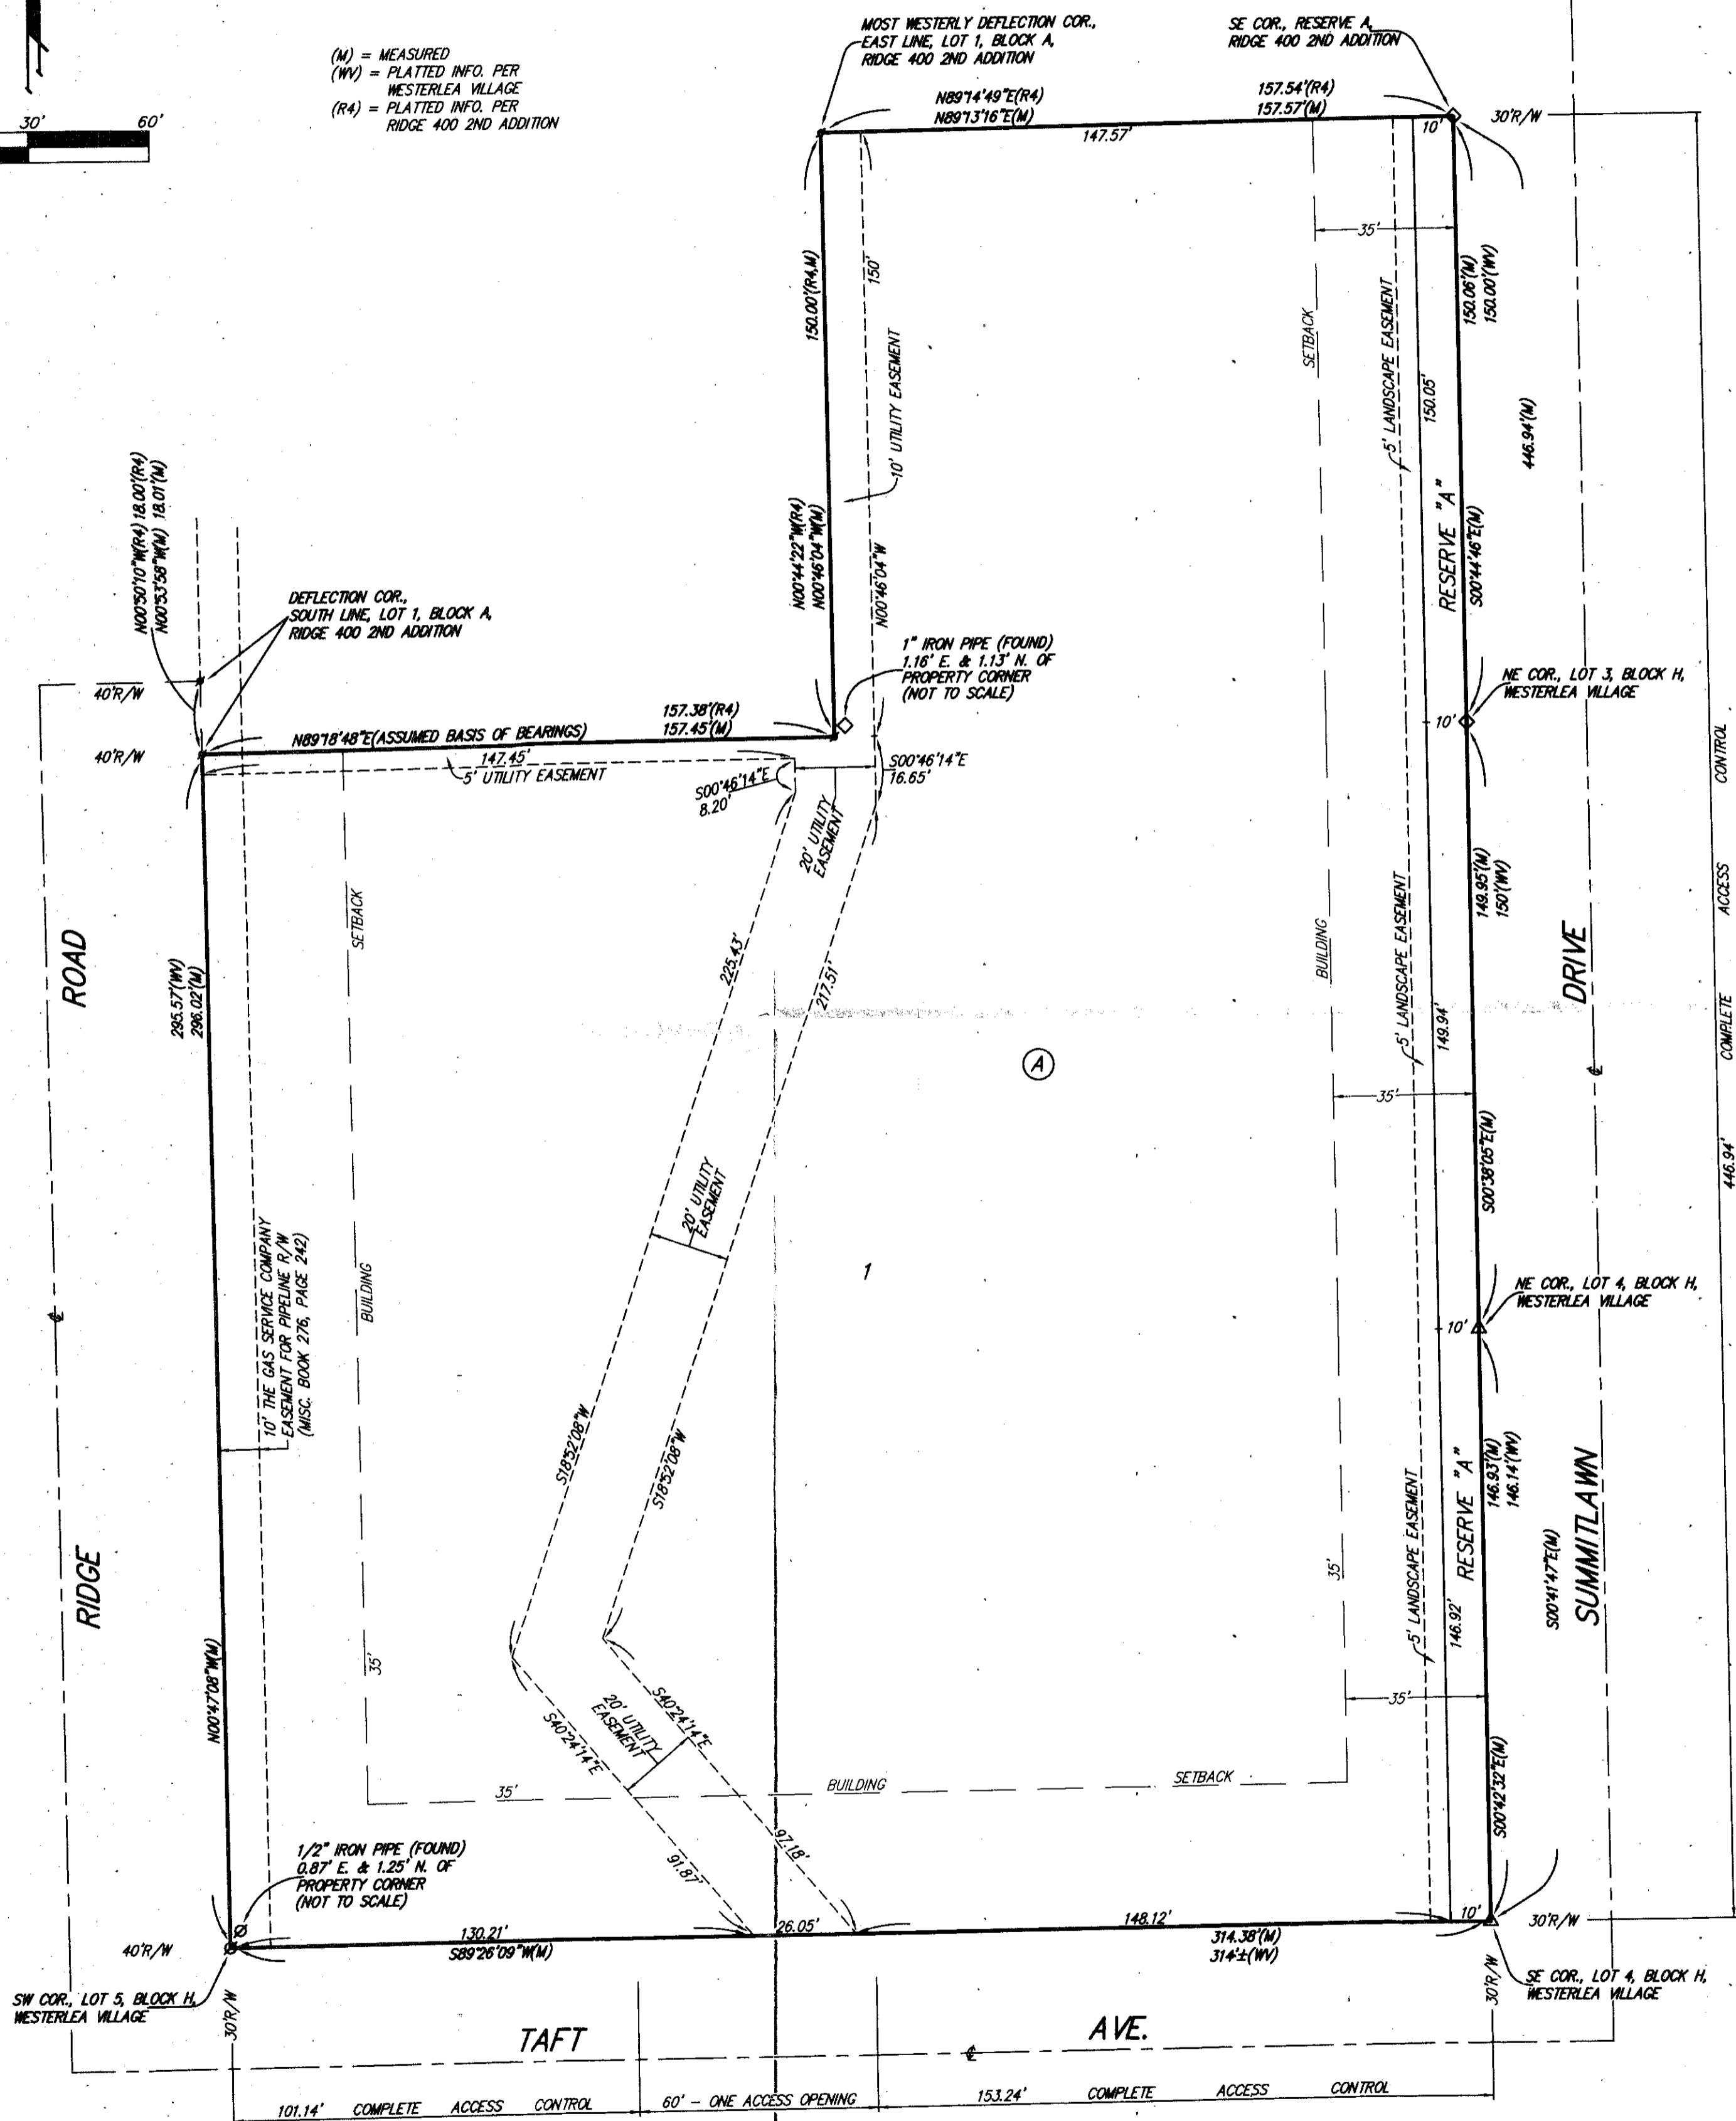 30' 60'
(M) = MEASURED
(WV) = PLATTED INFO. PER
WESTERLEA VILLAGE
(R4) = PLATTED INFO. PER
RIDGE 400 2ND ADDITION
MOST WESTERLY DEFLECTION COR.,
EAST LINE, LOT 1, BLOCK A,
RIDGE 400 2ND ADDITION
SE COR., RESERVE A,
RIDGE 400 2ND ADDITION
N89°14'49"E(R4)
N89°13'16"E(M)
157.54'(R4)
157.57'(M)
147.57'
10'
30'R/W
35'
150.00'(R4,M)
150'
10' UTILITY EASEMENT
SETBACK
5' LANDSCAPE EASEMENT
150.05'
150.06'(M)
150.00'(WV)
446.94'(M)
RESERVE "A"
S00°44'46"E(M)
N00°44'22"W(R4)
N00°46'04"W(M)
N00°46'04"W
N00°50'10"W(R4) 18.00'(R4)
N00°53'58"W(M) 18.01'(M)
DEFLECTION COR.,
SOUTH LINE, LOT 1, BLOCK A,
RIDGE 400 2ND ADDITION
1" IRON PIPE (FOUND)
1.16' E. & 1.13' N. OF
PROPERTY CORNER
(NOT TO SCALE)
NE COR., LOT 3, BLOCK H,
WESTERLEA VILLAGE
10'
40'R/W
40'R/W
N89°18'48"E(ASSUMED BASIS OF BEARINGS)
157.38'(R4)
157.45'(M)
147.45'
5' UTILITY EASEMENT
S00°46'14"E
8.20'
S00°46'14"E
16.65'
20' UTILITY
EASEMENT
SETBACK
225.43'
217.51'
BUILDING
5' LANDSCAPE EASEMENT
149.94'
149.95'(M)
150'(WV)
ROAD
295.57'(WV)
296.02'(M)
DRIVE
COMPLETE ACCESS CONTROL
446.94'
A
35'
S00°38'05"E(M)
20' UTILITY
EASEMENT
1
NE COR., LOT 4, BLOCK H,
WESTERLEA VILLAGE
10'
10' THE GAS SERVICE COMPANY
EASEMENT FOR PIPELINE R/W
(MISC. BOOK 276, PAGE 242)
BUILDING
S18°52'08"W
S18°52'08"W
5' LANDSCAPE EASEMENT
RESERVE "A"
146.92'
146.93'(M)
146.14'(WV)
S00°41'47"E(M)
SUMMITLAWN
RIDGE
N00°47'08"W(M)
35'
35'
35'
S40°24'14"E
20' UTILITY
EASEMENT
S40°24'14"E
S00°42'32"E(M)
35'
BUILDING
SETBACK
97.18'
91.87'
1/2" IRON PIPE (FOUND)
0.87' E. & 1.25' N. OF
PROPERTY CORNER
(NOT TO SCALE)
40'R/W
130.21'
S89°26'09"W(M)
26.05'
148.12'
314.38'(M)
314'±(WV)
10'
30'R/W
SW COR., LOT 5, BLOCK H,
WESTERLEA VILLAGE
30'R/W
30'R/W
SE COR., LOT 4, BLOCK H,
WESTERLEA VILLAGE
TAFT AVE.
101.14' COMPLETE ACCESS CONTROL
60' - ONE ACCESS OPENING
153.24' COMPLETE ACCESS CONTROL